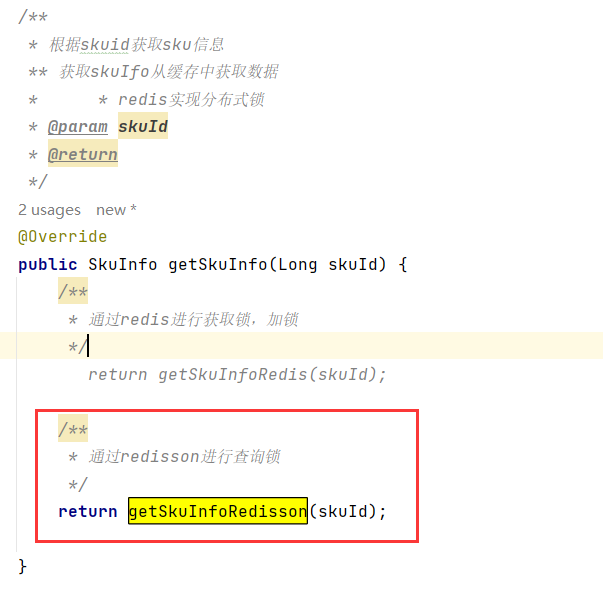 /**
* 根据skuid获取sku信息
** 获取skuIfo从缓存中获取数据
* * redis实现分布式锁
* @param skuId
* @return
*/
2 usages new *
@Override
public SkuInfo getSkuInfo(Long skuId) {
/**
* 通过redis进行获取锁，加锁
*/
return getSkuInfoRedis(skuId);
/**
* 通过redisson进行查询锁
*/
return getSkuInfoRedisson(skuId);
}